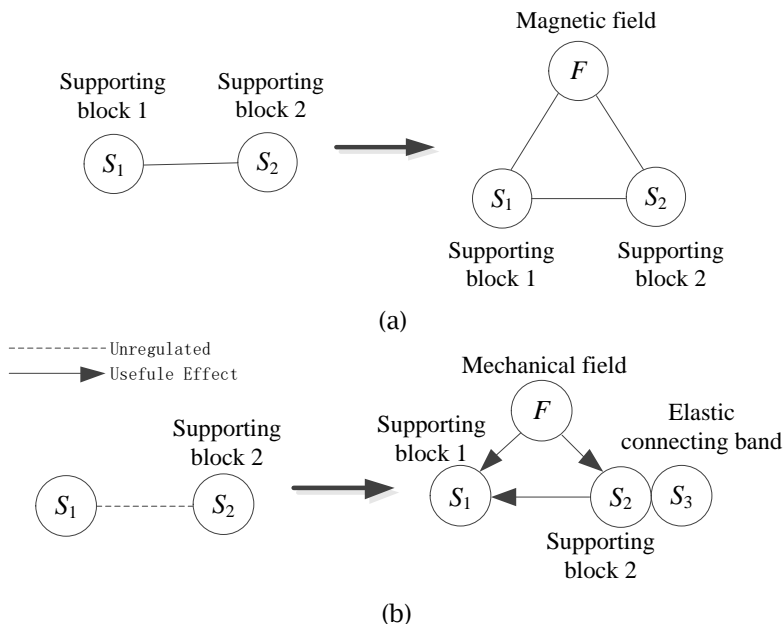 Magnetic field
F
Supporting
block 1
Supporting
block 2
S1
S2
S1
S2
Supporting
block 1
Supporting
block 2
(a)
Unregulated
Usefule Effect
Mechanical field
F
Elastic
connecting band
Supporting
block 1
Supporting
block 2
S1
S2
S1
S2
S3
Supporting
block 2
(b)